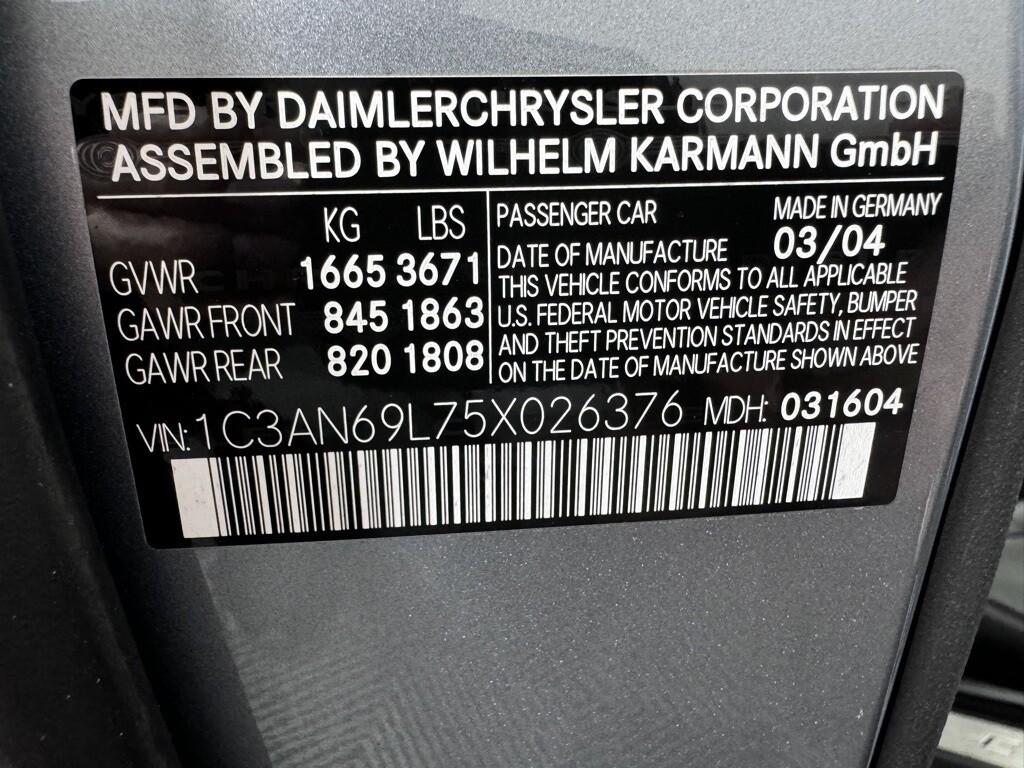 MFD BY DAIMLERCHRYSLER CORPORATION
ASSEMBLED BY WILHELM KARMANN GmbH
KG LBS
GVWR 1665 3671
GAWR FRONT 845 1863
GAWR REAR 820 1808
PASSENGER CAR MADE IN GERMANY
DATE OF MANUFACTURE 03/04
THIS VEHICLE CONFORMS TO ALL APPLICABLE
U.S. FEDERAL MOTOR VEHICLE SAFETY, BUMPER
AND THEFT PREVENTION STANDARDS IN EFFECT
ON THE DATE OF MANUFACTURE SHOWN ABOVE
VIN: 1C3AN69L75X026376 MDH: 031604